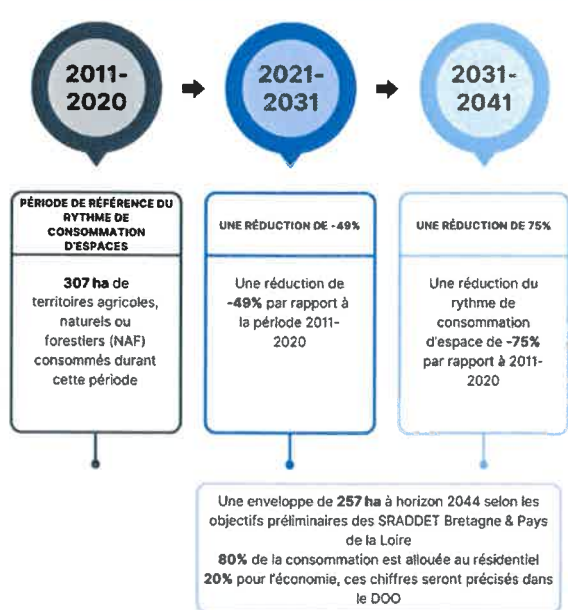 2011-
2020
2021-
2031
2031-
2041
PÉRIODE DE RÉFÉRENCE DU
RYTHME DE
CONSOMMATION
D'ESPACES
307 ha de
territoires agricoles,
naturels ou
forestiers (NAF)
consommés durant
cette période
UNE RÉDUCTION DE -49%
Une réduction de
-49% par rapport à
la période 2011-
2020
UNE RÉDUCTION DE 75%
Une réduction du
rythme de
consommation
d'espace de -75%
par rapport à 2011-
2020
Une enveloppe de 257 ha à horizon 2044 selon les
objectifs préliminaires des SRADDET Bretagne & Pays
de la Loire
80% de la consommation est allouée au résidentiel
20% pour l'économie, ces chiffres seront précisés dans
le DOO